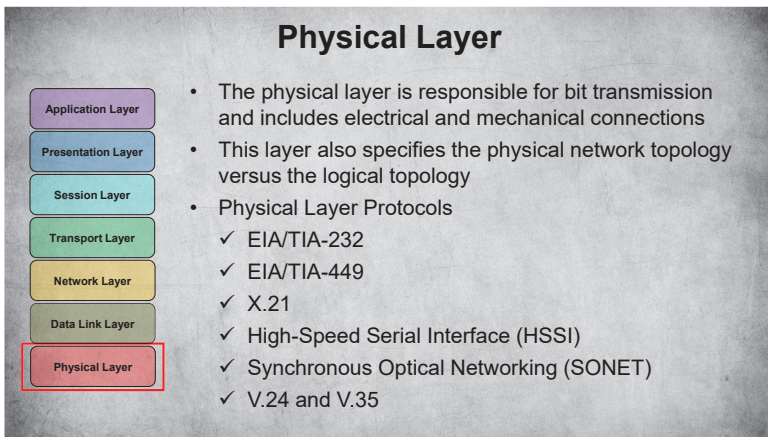 Physical Layer
Application Layer
Presentation Layer
Session Layer
Transport Layer
Network Layer
Data Link Layer
Physical Layer
• The physical layer is responsible for bit transmission
and includes electrical and mechanical connections
• This layer also specifies the physical network topology
versus the logical topology
• Physical Layer Protocols
✓ EIA/TIA-232
✓ EIA/TIA-449
✓ X.21
✓ High-Speed Serial Interface (HSSI)
✓ Synchronous Optical Networking (SONET)
✓ V.24 and V.35